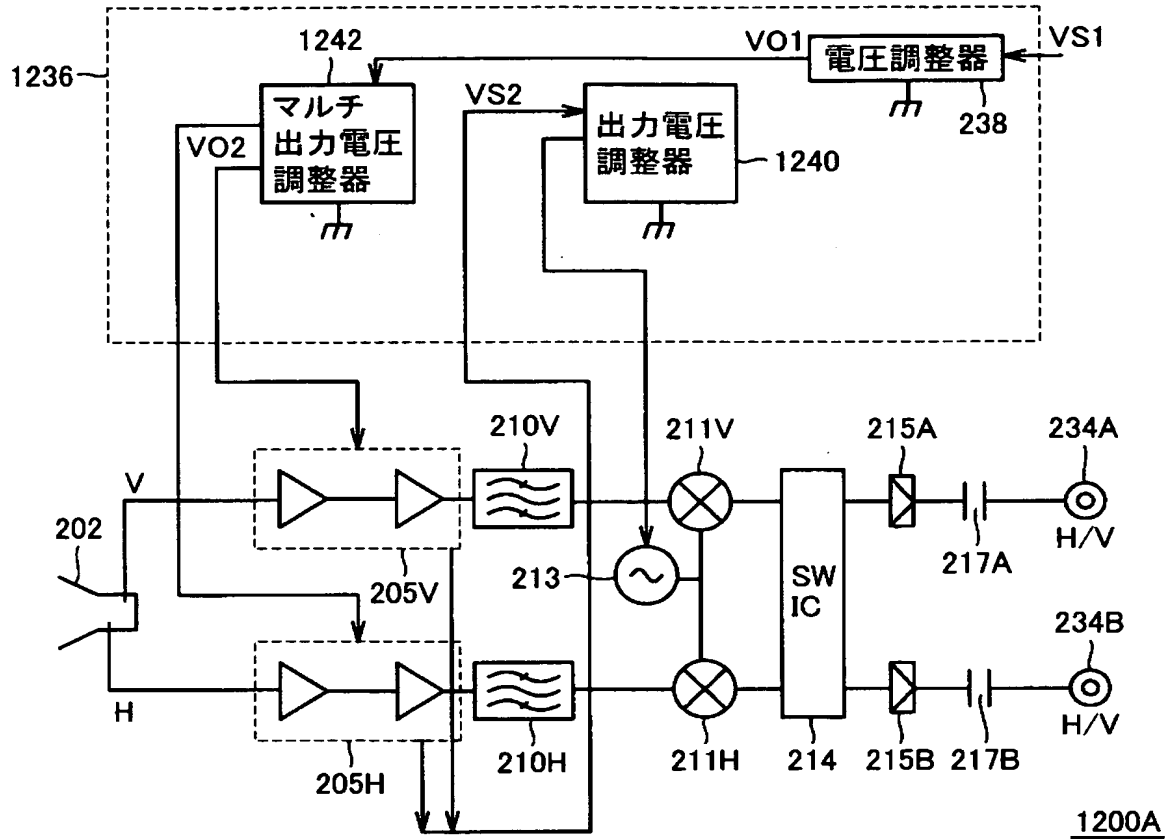 1242
VO1
VS1
電圧調整器
1236
238
マルチ
出力電圧
調整器
VO2
VS2
出力電圧
調整器
1240
210V
211V
215A
234A
V
H/V
202
217A
205V
213
SW
IC
234B
H
H/V
205H
210H
211H
214
215B
217B
1200A